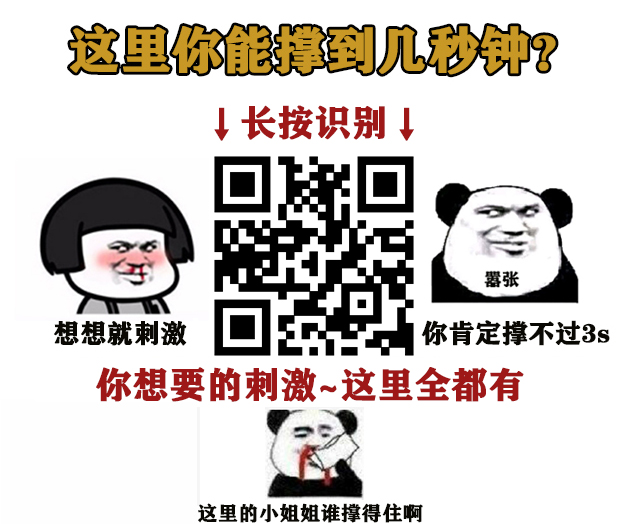 这里你能撑到几秒钟?
↓长按识别↓
嚣张
想想就刺激
你肯定撑不过3s
你想要的刺激~这里全都有
这里的小姐姐谁撑得住啊